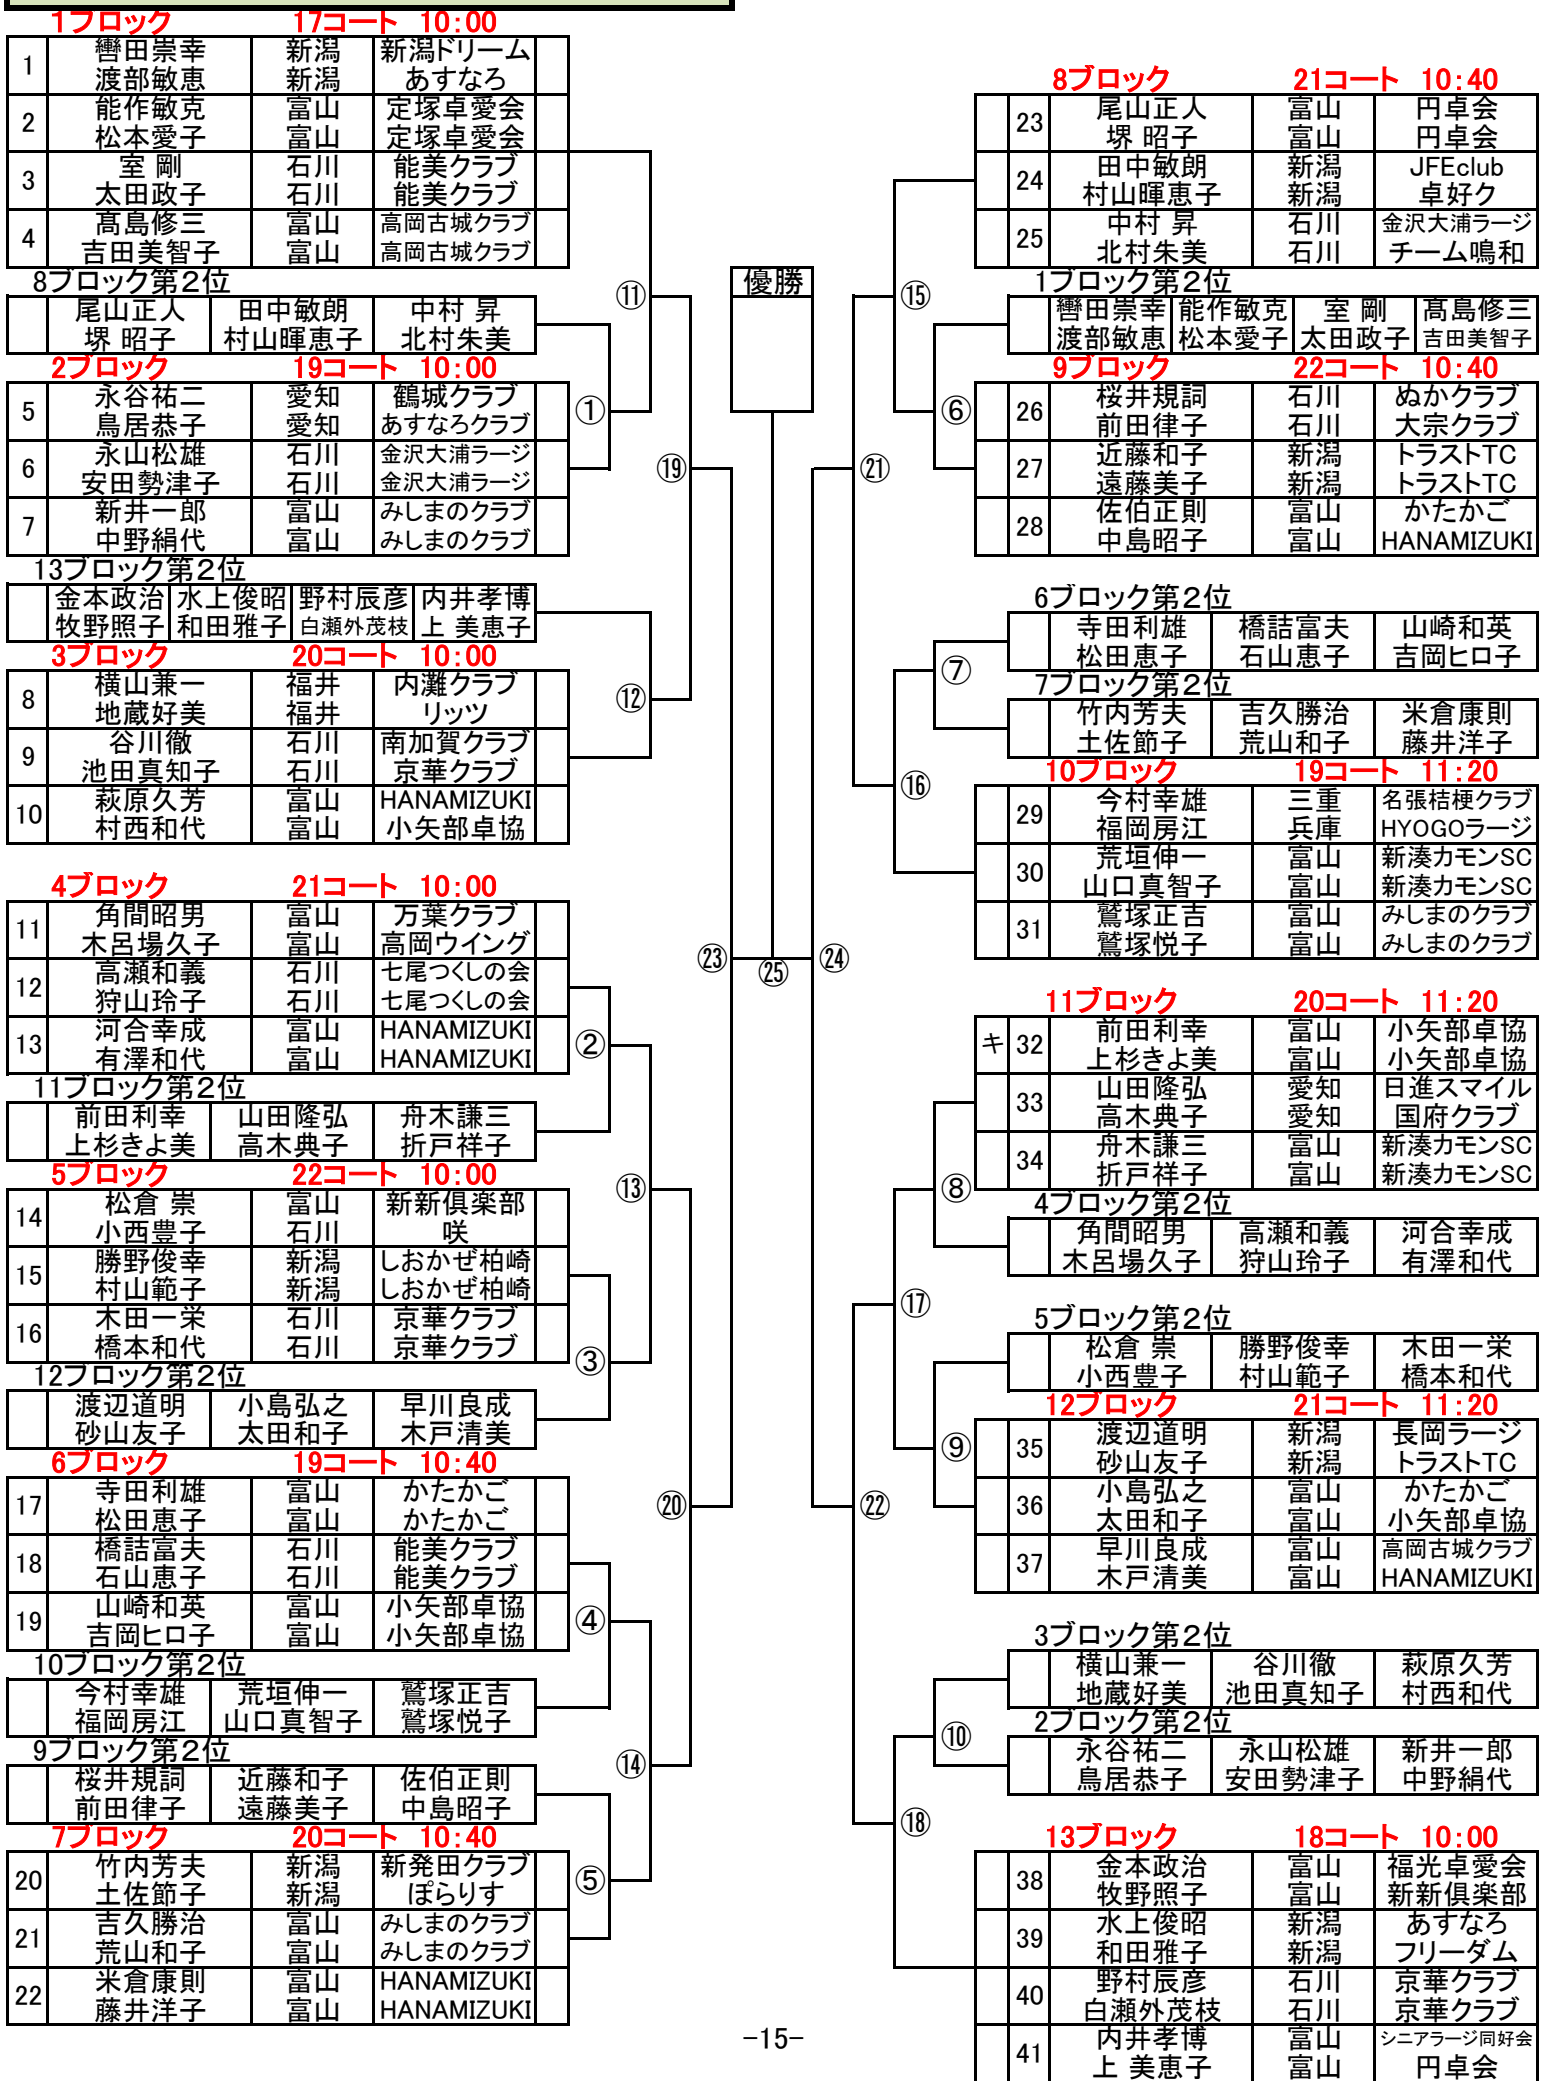 1ブロック 17コート 10:00
1 轡田崇幸 新潟 新潟ドリーム
渡部敏恵 新潟 あすなろ
2 能作敏克 富山 定塚卓愛会
松本愛子 富山 定塚卓愛会
3 室 剛 石川 能美クラブ
太田政子 石川 能美クラブ
4 髙島修三 富山 高岡古城クラブ
吉田美智子 富山 高岡古城クラブ
8ブロック第2位
尾山正人 田中敏朗 中村 昇
堺 昭子 村山暉恵子 北村朱美
2ブロック 19コート 10:00
5 永谷祐二 愛知 鶴城クラブ
鳥居恭子 愛知 あすなろクラブ
6 永山松雄 石川 金沢大浦ラージ
安田勢津子 石川 金沢大浦ラージ
7 新井一郎 富山 みしまのクラブ
中野絹代 富山 みしまのクラブ
13ブロック第2位
金本政治 水上俊昭 野村辰彦 内井孝博
牧野照子 和田雅子 白瀬外茂枝 上 美恵子
3ブロック 20コート 10:00
8 横山兼一 福井 内灘クラブ
地蔵好美 福井 リッツ
9 谷川徹 石川 南加賀クラブ
池田真知子 石川 京華クラブ
10 萩原久芳 富山 HANAMIZUKI
村西和代 富山 小矢部卓協
4ブロック 21コート 10:00
11 角間昭男 富山 万葉クラブ
木呂場久子 富山 高岡ウイング
12 高瀬和義 石川 七尾つくしの会
狩山玲子 石川 七尾つくしの会
13 河合幸成 富山 HANAMIZUKI
有澤和代 富山 HANAMIZUKI
11ブロック第2位
前田利幸 山田隆弘 舟木謙三
上杉きよ美 高木典子 折戸祥子
5ブロック 22コート 10:00
14 松倉 崇 富山 新新倶楽部
小西豊子 石川 咲
15 勝野俊幸 新潟 しおかぜ柏崎
村山範子 新潟 しおかぜ柏崎
16 木田一栄 石川 京華クラブ
橋本和代 石川 京華クラブ
12ブロック第2位
渡辺道明 小島弘之 早川良成
砂山友子 太田和子 木戸清美
6ブロック 19コート 10:40
17 寺田利雄 富山 かたかご
松田恵子 富山 かたかご
18 橋詰富夫 石川 能美クラブ
石山恵子 石川 能美クラブ
19 山崎和英 富山 小矢部卓協
吉岡ヒロ子 富山 小矢部卓協
10ブロック第2位
今村幸雄 荒垣伸一 鷲塚正吉
福岡房江 山口真智子 鷲塚悦子
9ブロック第2位
桜井規詞 近藤和子 佐伯正則
前田律子 遠藤美子 中島昭子
7ブロック 20コート 10:40
20 竹内芳夫 新潟 新発田クラブ
土佐節子 新潟 ぽらりす
21 吉久勝治 富山 みしまのクラブ
荒山和子 富山 みしまのクラブ
22 米倉康則 富山 HANAMIZUKI
藤井洋子 富山 HANAMIZUKI
⑪
①
⑲
⑫
②
⑬
③
⑳
④
⑭
⑤
優勝
㉓
㉕
㉔
⑮
⑥
㉑
⑦
⑯
⑧
⑰
⑨
㉒
⑩
⑱
8ブロック 21コート 10:40
23 尾山正人 富山 円卓会
堺 昭子 富山 円卓会
24 田中敏朗 新潟 JFEclub
村山暉恵子 新潟 卓好ク
25 中村 昇 石川 金沢大浦ラージ
北村朱美 石川 チーム鳴和
1ブロック第2位
轡田崇幸 能作敏克 室 剛 髙島修三
渡部敏恵 松本愛子 太田政子 吉田美智子
9ブロック 22コート 10:40
26 桜井規詞 石川 ぬかクラブ
前田律子 石川 大宗クラブ
27 近藤和子 新潟 トラストTC
遠藤美子 新潟 トラストTC
28 佐伯正則 富山 かたかご
中島昭子 富山 HANAMIZUKI
6ブロック第2位
寺田利雄 橋詰富夫 山崎和英
松田恵子 石山恵子 吉岡ヒロ子
7ブロック第2位
竹内芳夫 吉久勝治 米倉康則
土佐節子 荒山和子 藤井洋子
10ブロック 19コート 11:20
29 今村幸雄 三重 名張桔梗クラブ
福岡房江 兵庫 HYOGOラージ
30 荒垣伸一 富山 新湊カモンSC
山口真智子 富山 新湊カモンSC
31 鷲塚正吉 富山 みしまのクラブ
鷲塚悦子 富山 みしまのクラブ
11ブロック 20コート 11:20
キ 32 前田利幸 富山 小矢部卓協
上杉きよ美 富山 小矢部卓協
33 山田隆弘 愛知 日進スマイル
高木典子 愛知 国府クラブ
34 舟木謙三 富山 新湊カモンSC
折戸祥子 富山 新湊カモンSC
4ブロック第2位
角間昭男 高瀬和義 河合幸成
木呂場久子 狩山玲子 有澤和代
5ブロック第2位
松倉 崇 勝野俊幸 木田一栄
小西豊子 村山範子 橋本和代
12ブロック 21コート 11:20
35 渡辺道明 新潟 長岡ラージ
砂山友子 新潟 トラストTC
36 小島弘之 富山 かたかご
太田和子 富山 小矢部卓協
37 早川良成 富山 高岡古城クラブ
木戸清美 富山 HANAMIZUKI
3ブロック第2位
横山兼一 谷川徹 萩原久芳
地蔵好美 池田真知子 村西和代
2ブロック第2位
永谷祐二 永山松雄 新井一郎
鳥居恭子 安田勢津子 中野絹代
13ブロック 18コート 10:00
38 金本政治 富山 福光卓愛会
牧野照子 富山 新新倶楽部
39 水上俊昭 新潟 あすなろ
和田雅子 新潟 フリーダム
40 野村辰彦 石川 京華クラブ
白瀬外茂枝 石川 京華クラブ
41 内井孝博 富山 シニアラージ同好会
上 美恵子 富山 円卓会
-15-